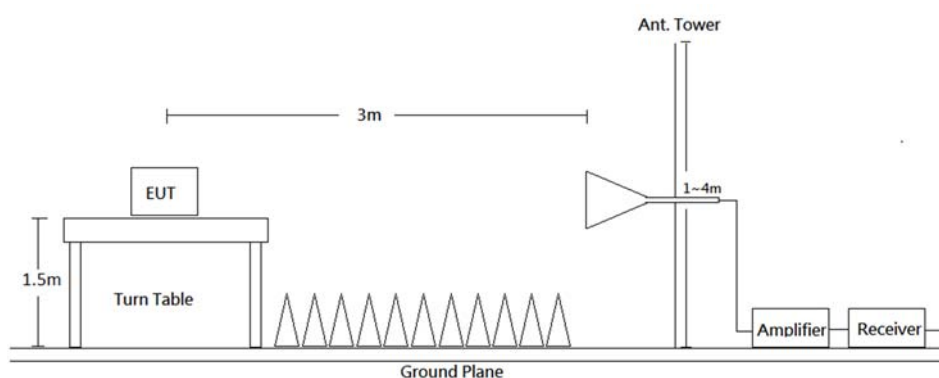 Ant. Tower
3m
1~4m
EUT
1.5m
Turn Table
Amplifier
Receiver
Ground Plane